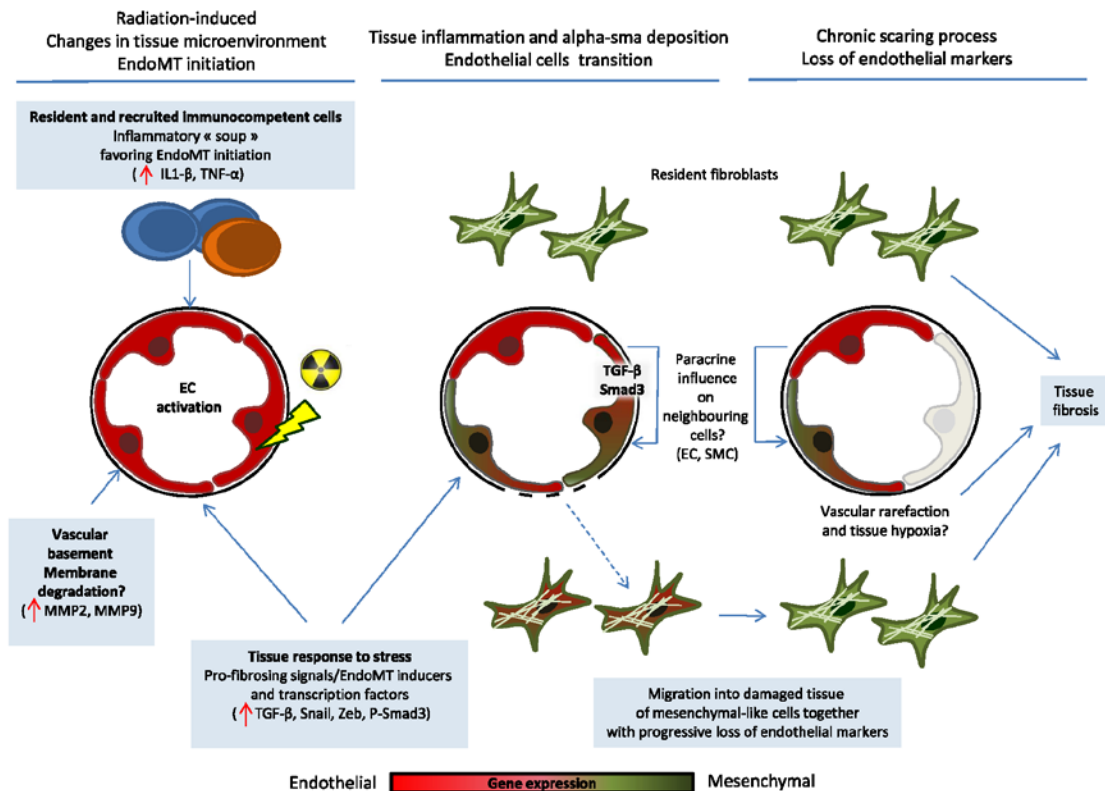 Radiation-induced
Changes in tissue microenvironment
EndoMT initiation
Tissue inflammation and alpha-sma deposition
Endothelial cells transition
Chronic scaring process
Loss of endothelial markers
Resident and recruited immunocompetent cells
Inflammatory « soup »
favoring EndoMT initiation
(↑ IL1-β, TNF-α)
Resident fibroblasts
EC
activation
TGF-β
Smad3
Paracrine
influence
on
neighbouring
cells?
(EC, SMC)
Tissue
fibrosis
Vascular rarefaction
and tissue hypoxia?
Vascular
basement
Membrane
degradation?
(↑ MMP2, MMP9)
Tissue response to stress
Pro-fibrosing signals/EndoMT inducers
and transcription factors
(↑ TGF-β, Snail, Zeb, P-Smad3)
Migration into damaged tissue
of mesenchymal-like cells together
with progressive loss of endothelial markers
Endothelial Gene expression Mesenchymal